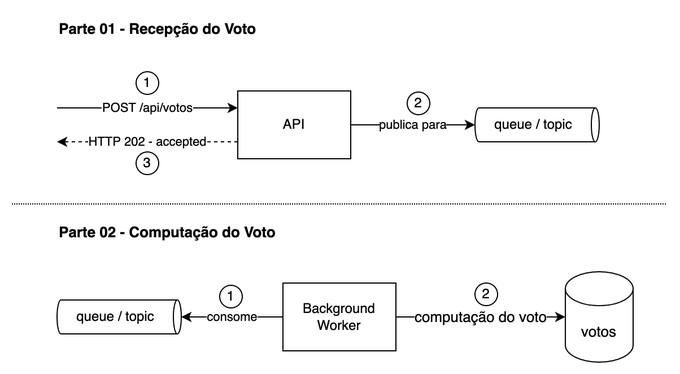 Parte 01 - Recepção do Voto
1
POST /api/votos
API
2
publica para
queue / topic
HTTP 202 - accepted
3
Parte 02 - Computação do Voto
queue / topic
1
consome
Background
Worker
2
computação do voto
votos